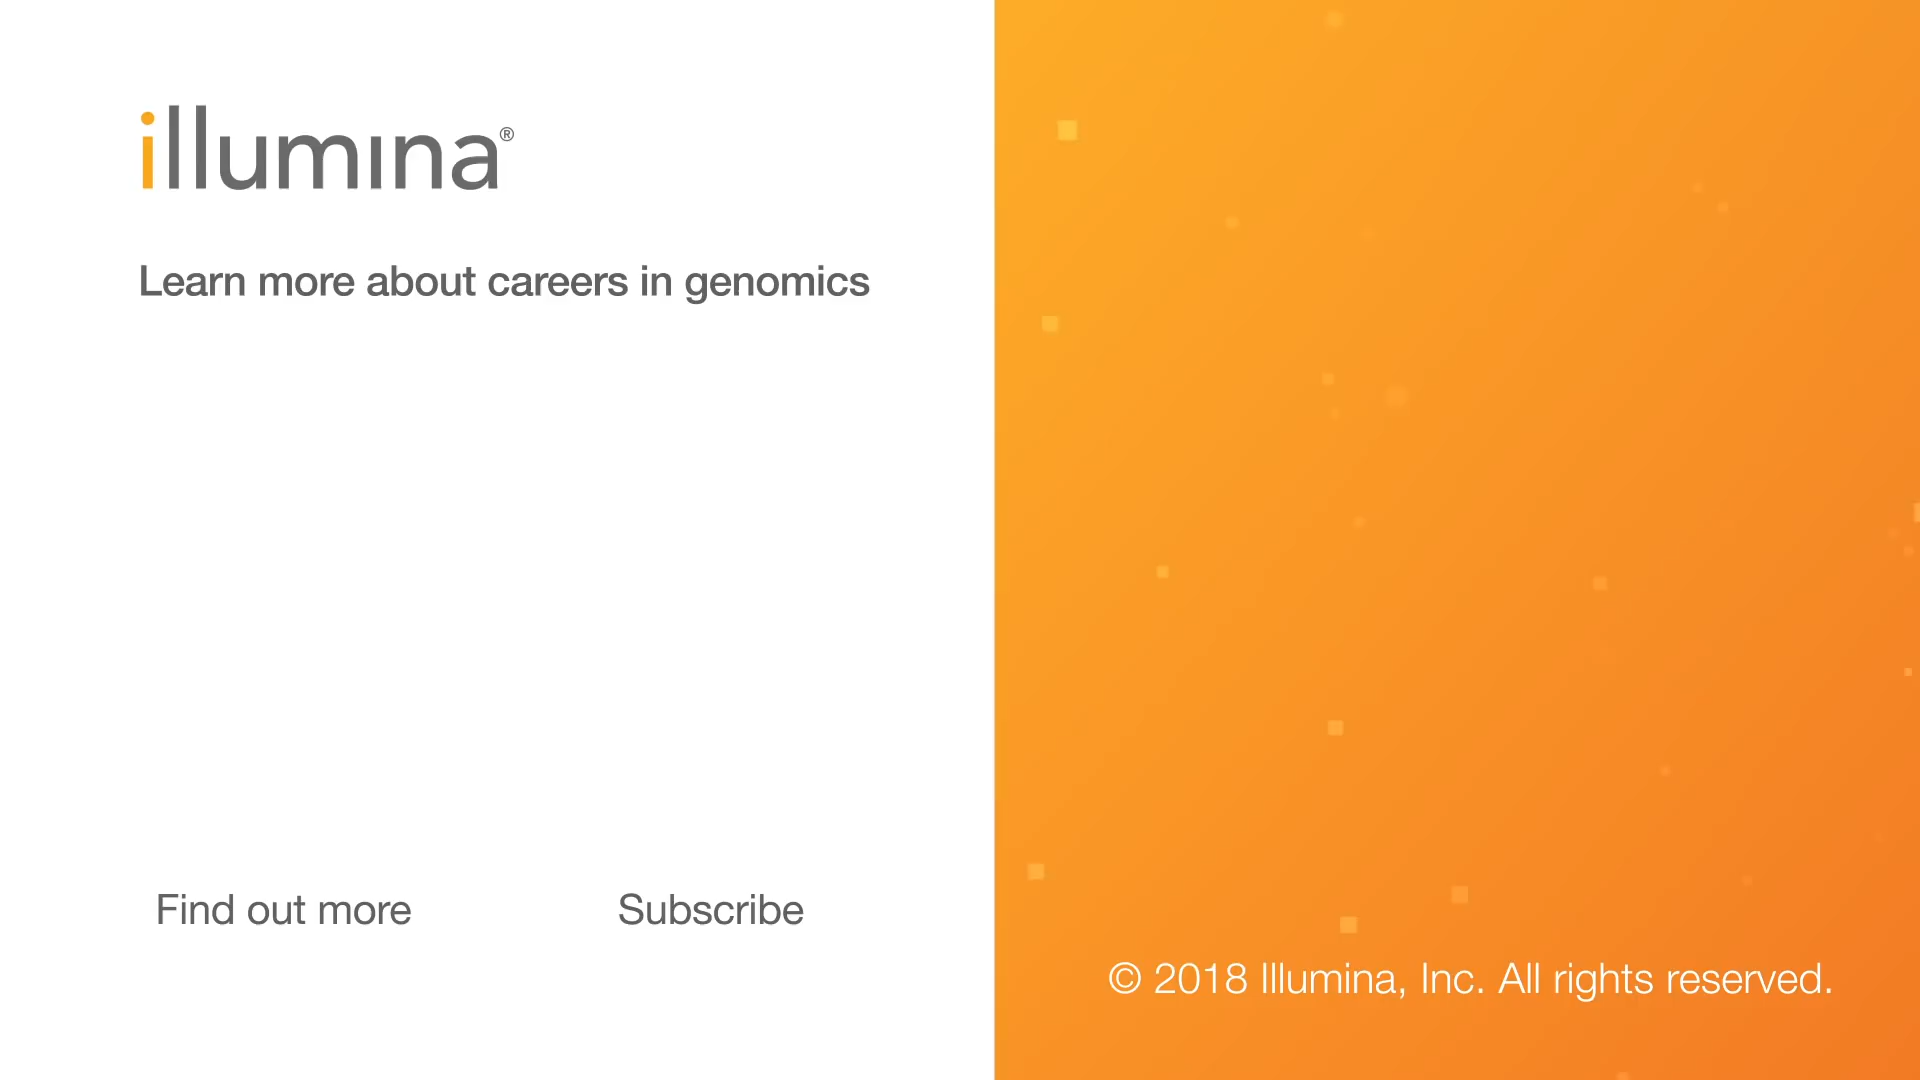 illumina®
Learn more about careers in genomics
Find out more
Subscribe
© 2018 Illumina, Inc. All rights reserved.